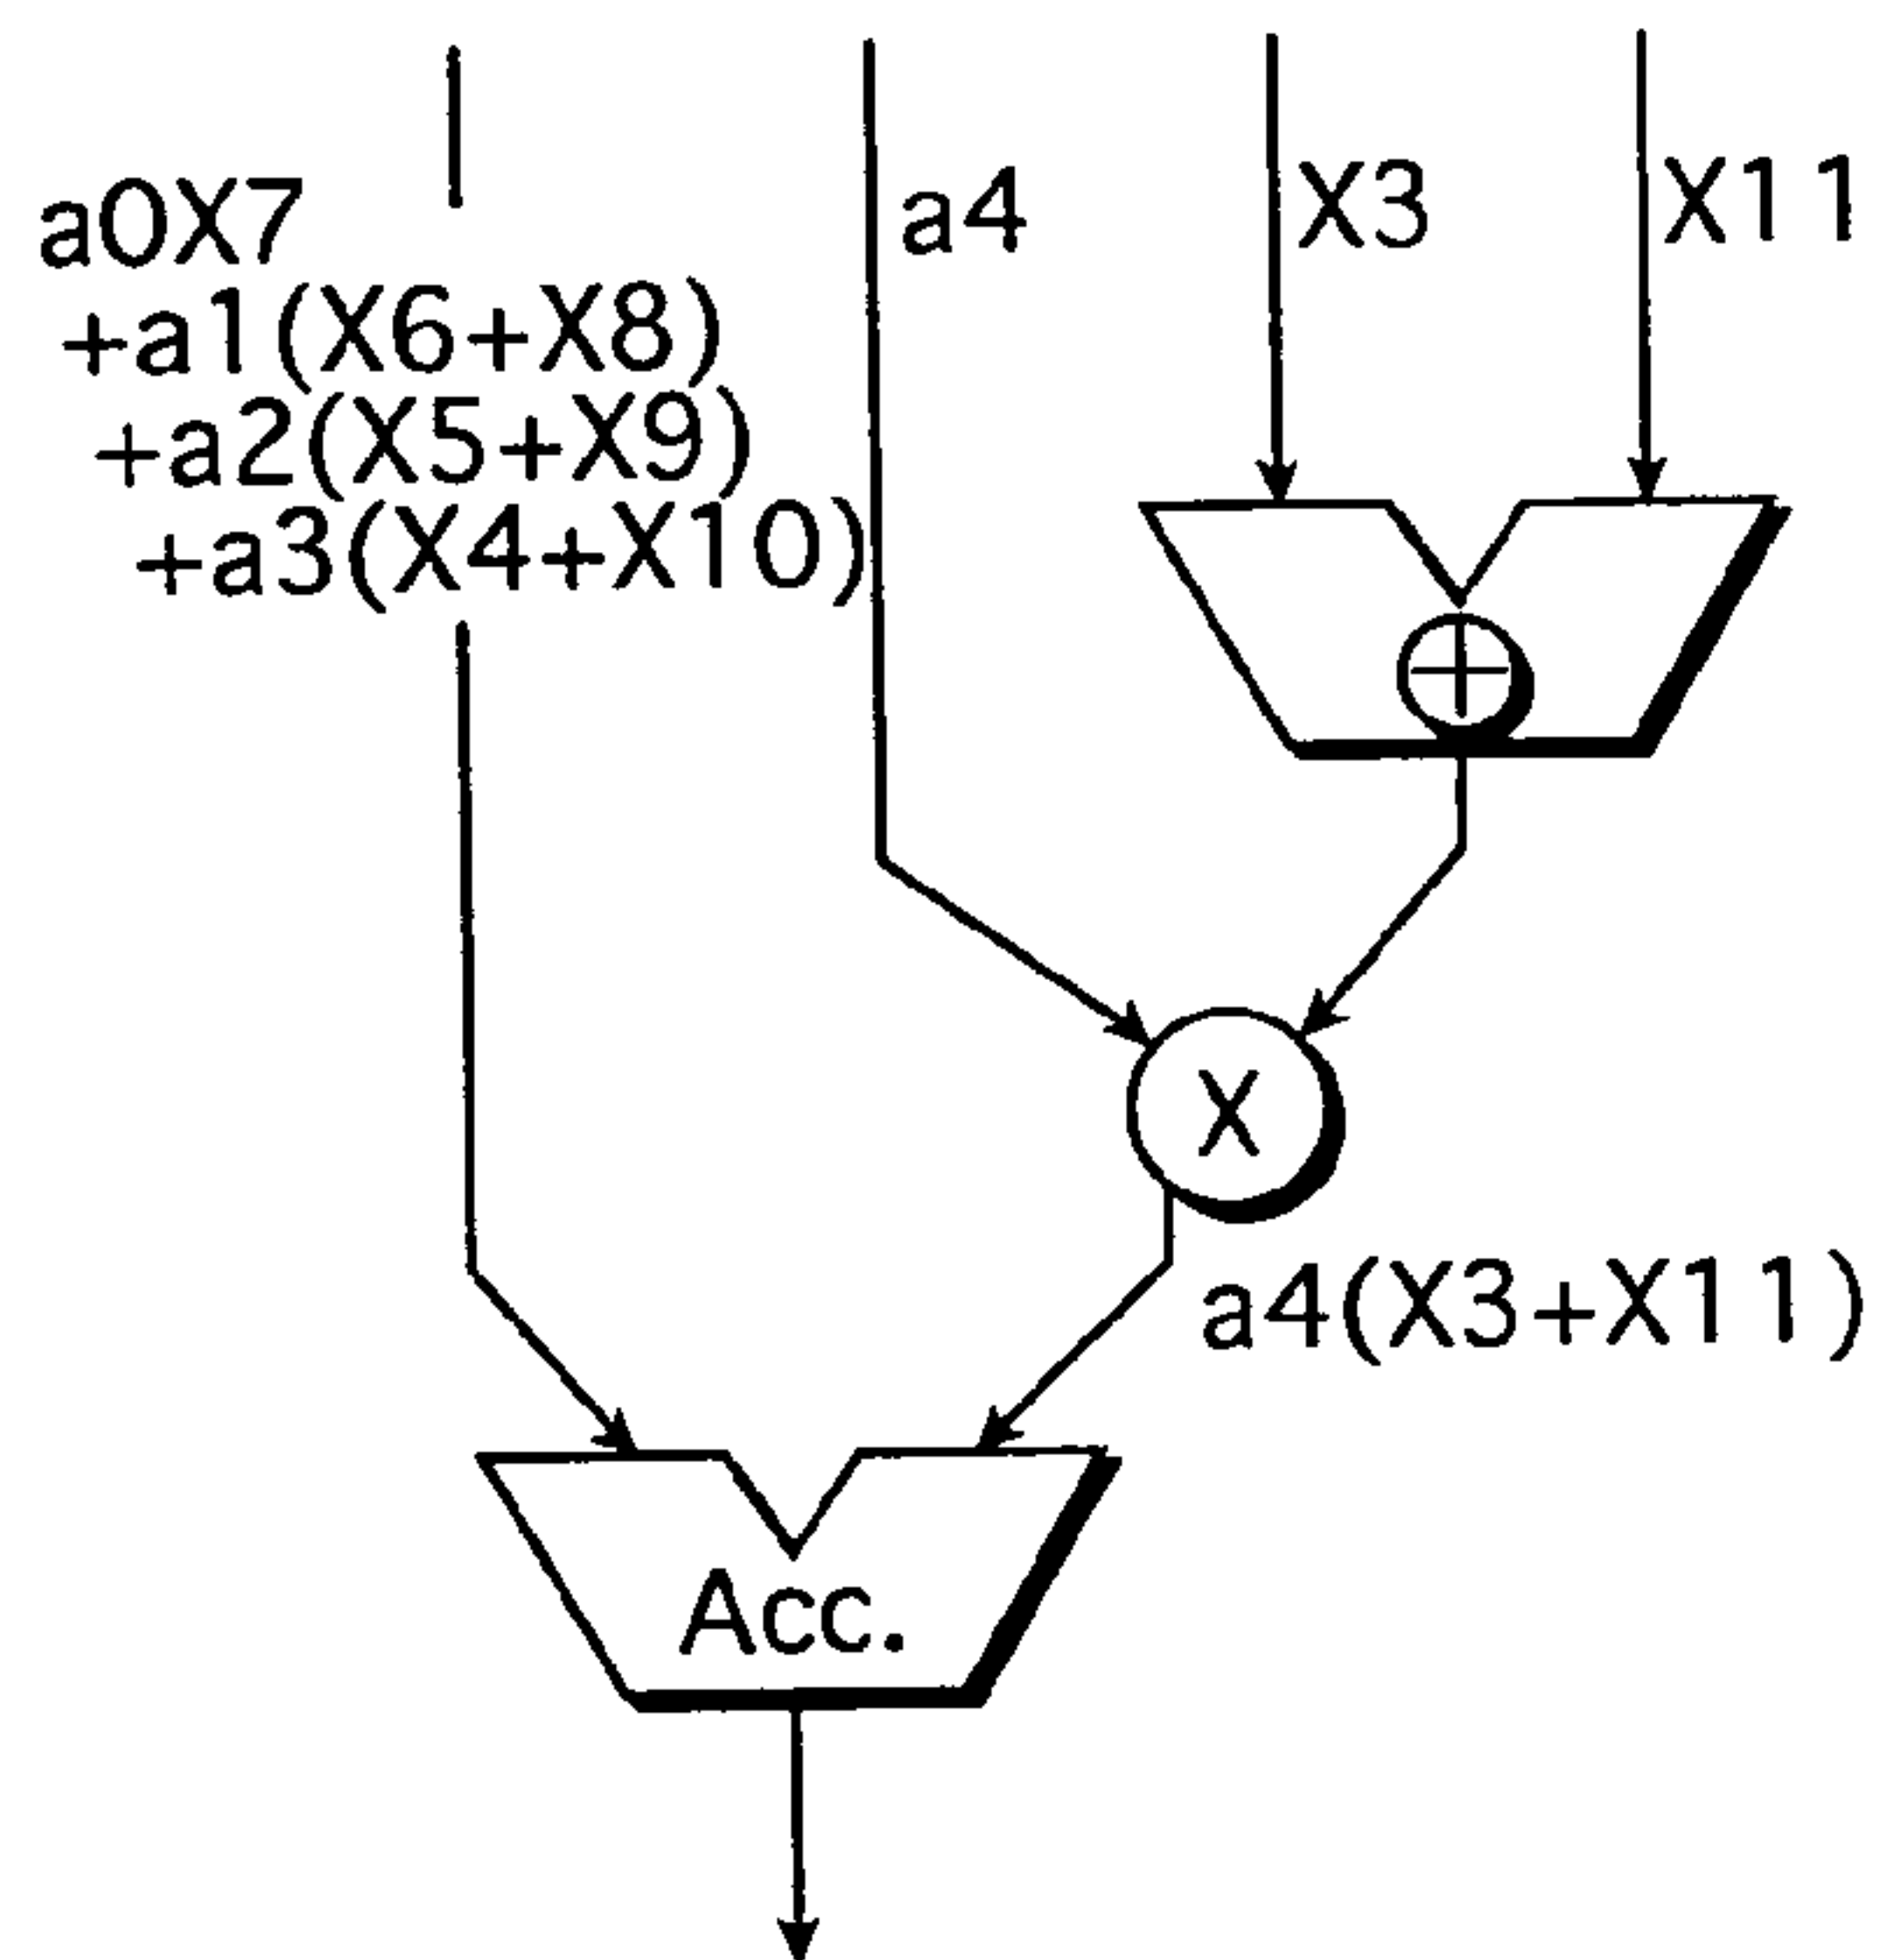 a0X7
+a1(X6+X8)
+a2(X5+X9)
+a3(X4+X10)
a4
X3
X11
+
X
a4(X3+X11)
Acc.